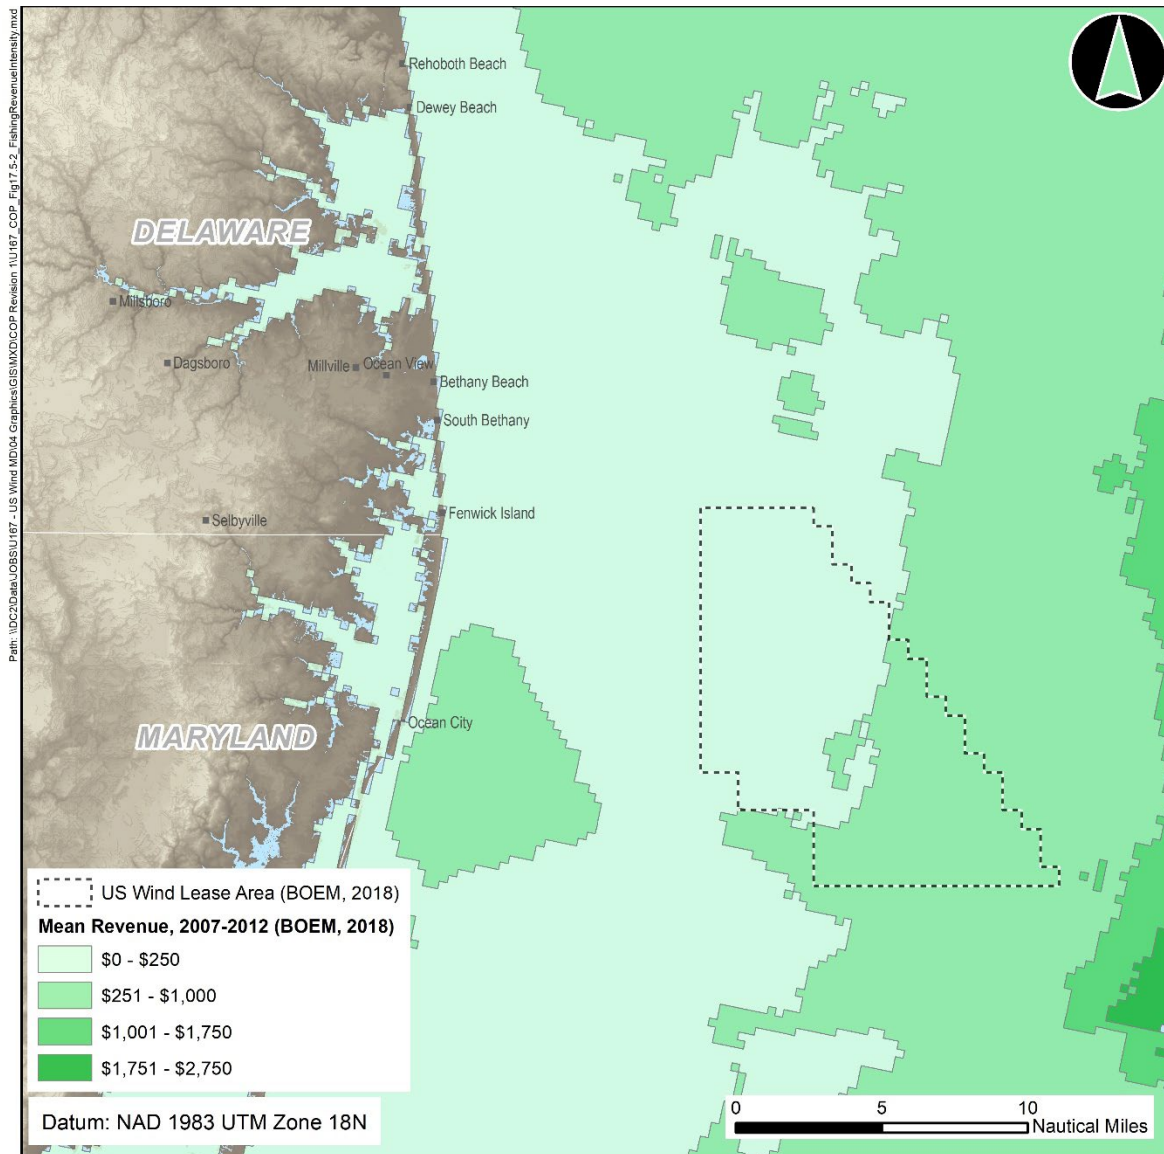 Path: \\DC2\Data\JOBS\U167 - US Wind MD\04 Graphics\GIS\MXD\COP Revision 1\U167_COP_Fig17.5-2_FishingRevenueIntensity.mxd
Rehoboth Beach
Dewey Beach
DELAWARE
Millsboro
Dagsboro
Millville
Ocean View
Bethany Beach
South Bethany
Selbyville
Fenwick Island
MARYLAND
Ocean City
US Wind Lease Area (BOEM, 2018)
Mean Revenue, 2007-2012 (BOEM, 2018)
$0 - $250
$251 - $1,000
$1,001 - $1,750
$1,751 - $2,750
Datum: NAD 1983 UTM Zone 18N
0 5 10
Nautical Miles